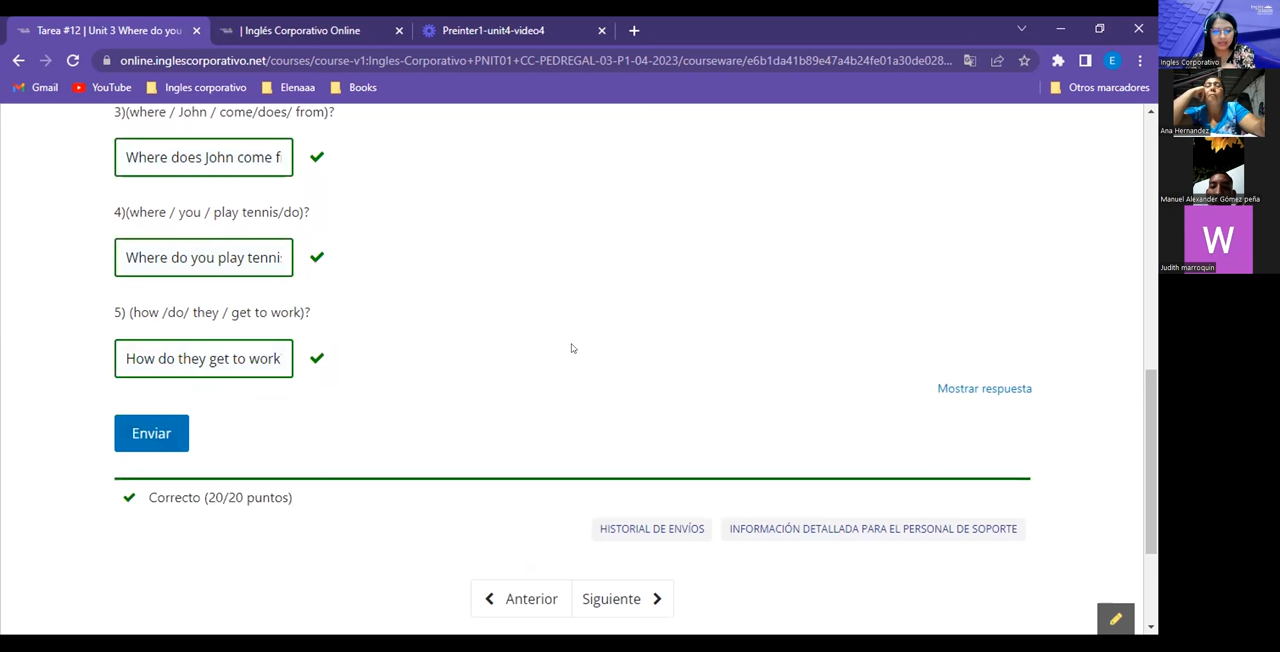 Tarea #12 | Unit 3 Where do you
| Inglés Corporativo Online
Preinter1-unit4-video4
online.inglescorporativo.net/courses/course-v1:Ingles-Corporativo+PNIT01+CC-PEDREGAL-03-P1-04-2023/courseware/e6b1da41b89e47a4b24fe01a30de028...
E
Gmail
YouTube
Ingles corporativo
Elenaaa
Books
Otros marcadores
3)(where / John / come/does/ from)?
Where does John come f
4)(where / you / play tennis/do)?
Where do you play tenni
5) (how /do/ they / get to work)?
How do they get to work
Mostrar respuesta
Enviar
Correcto (20/20 puntos)
HISTORIAL DE ENVÍOS
INFORMACIÓN DETALLADA PARA EL PERSONAL DE SOPORTE
Anterior
Siguiente
Ingles Corporativo
Ana Hernandez
Manuel Alexander Gómez peña
W
Judith marroquin